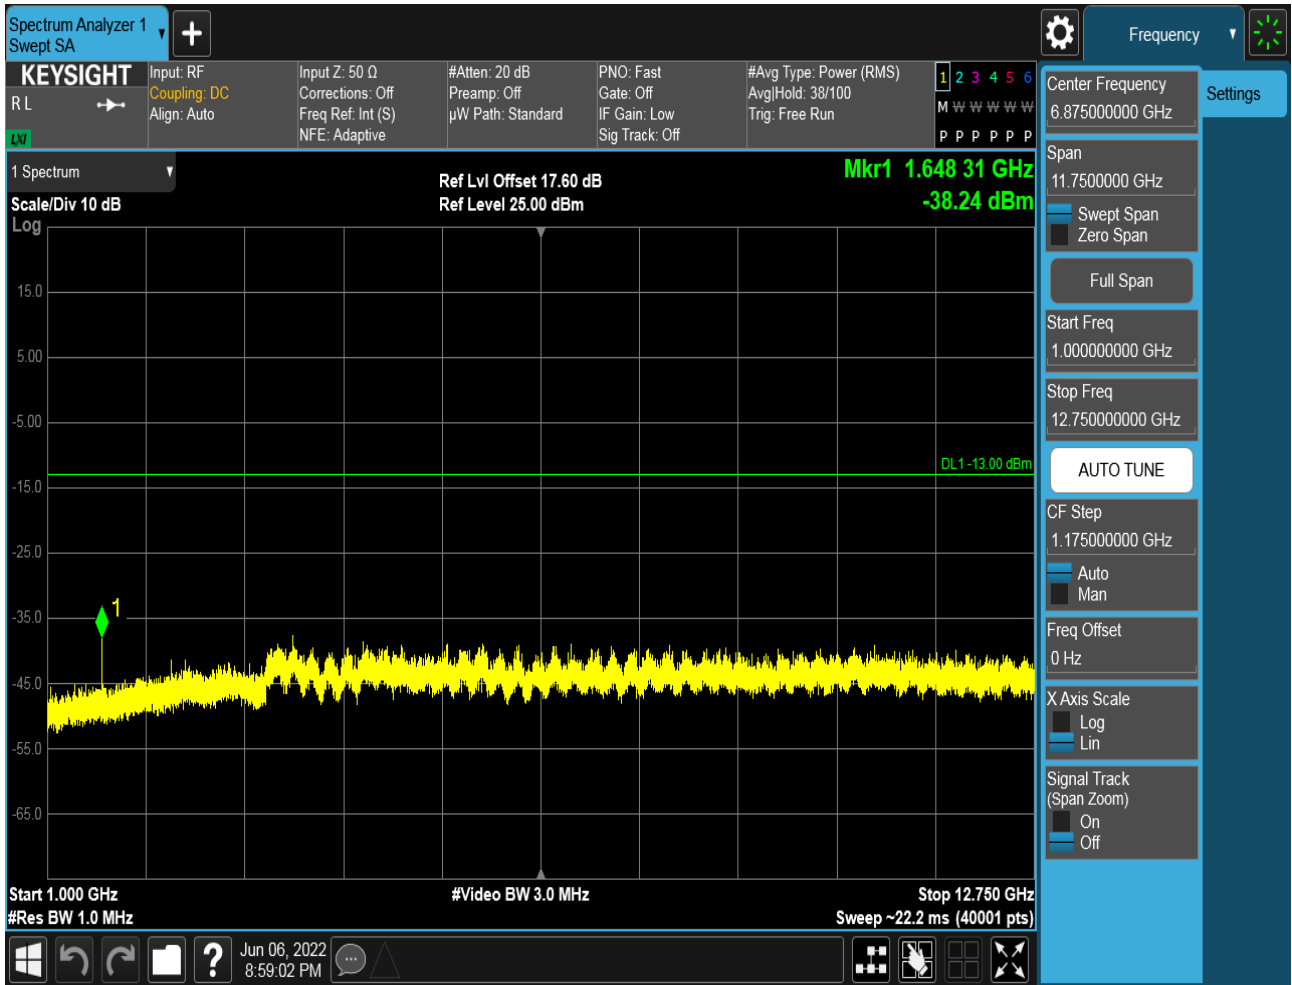 Spectrum Analyzer 1
Swept SA
Frequency
KEYSIGHT
R L
LXI
Input: RF
Coupling: DC
Align: Auto
Input Z: 50 Ω
Corrections: Off
Freq Ref: Int (S)
NFE: Adaptive
#Atten: 20 dB
Preamp: Off
µW Path: Standard
PNO: Fast
Gate: Off
IF Gain: Low
Sig Track: Off
#Avg Type: Power (RMS)
Avg|Hold: 38/100
Trig: Free Run
1 2 3 4 5 6
M W W W W W
P P P P P P
1 Spectrum
Scale/Div 10 dB
Log
Ref Lvl Offset 17.60 dB
Ref Level 25.00 dBm
Mkr1 1.648 31 GHz
-38.24 dBm
15.0
5.00
-5.00
DL1 -13.00 dBm
-15.0
-25.0
-35.0
1
-45.0
-55.0
-65.0
Start 1.000 GHz
#Res BW 1.0 MHz
#Video BW 3.0 MHz
Stop 12.750 GHz
Sweep ~22.2 ms (40001 pts)
Jun 06, 2022
8:59:02 PM
Center Frequency
6.875000000 GHz
Settings
Span
11.7500000 GHz
Swept Span
Zero Span
Full Span
Start Freq
1.000000000 GHz
Stop Freq
12.750000000 GHz
AUTO TUNE
CF Step
1.175000000 GHz
Auto
Man
Freq Offset
0 Hz
X Axis Scale
Log
Lin
Signal Track
(Span Zoom)
On
Off